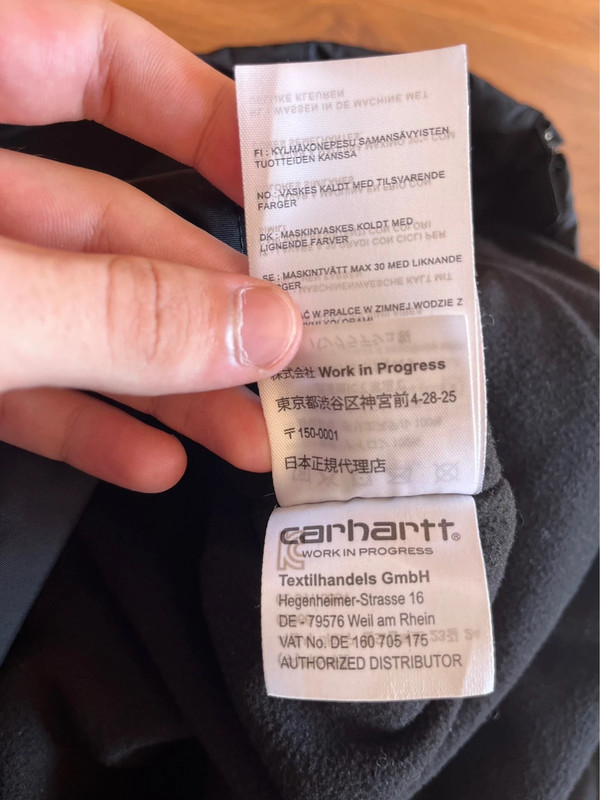 FI : KYLMÄKONEPESU SAMANSÄVYISTEN
TUOTTEIDEN KANSSA
NO : VASKES KALDT MED TILSVARENDE
FARGER
DK : MASKINVASKES KOLDT MED
LIGNENDE FARVER
SE : MASKINTVÄTT MAX 30 MED LIKNANDE
W PRALCE W ZIMNEJ WODZIE Z
株式会社 Work in Progress
東京都渋谷区神宮前4-28-25
〒150-0001
日本正規代理店
carhartt®
WORK IN PROGRESS
Textilhandels GmbH
Hegenheimer-Strasse 16
DE - 79576 Weil am Rhein
VAT No. DE 160 705 175
AUTHORIZED DISTRIBUTOR